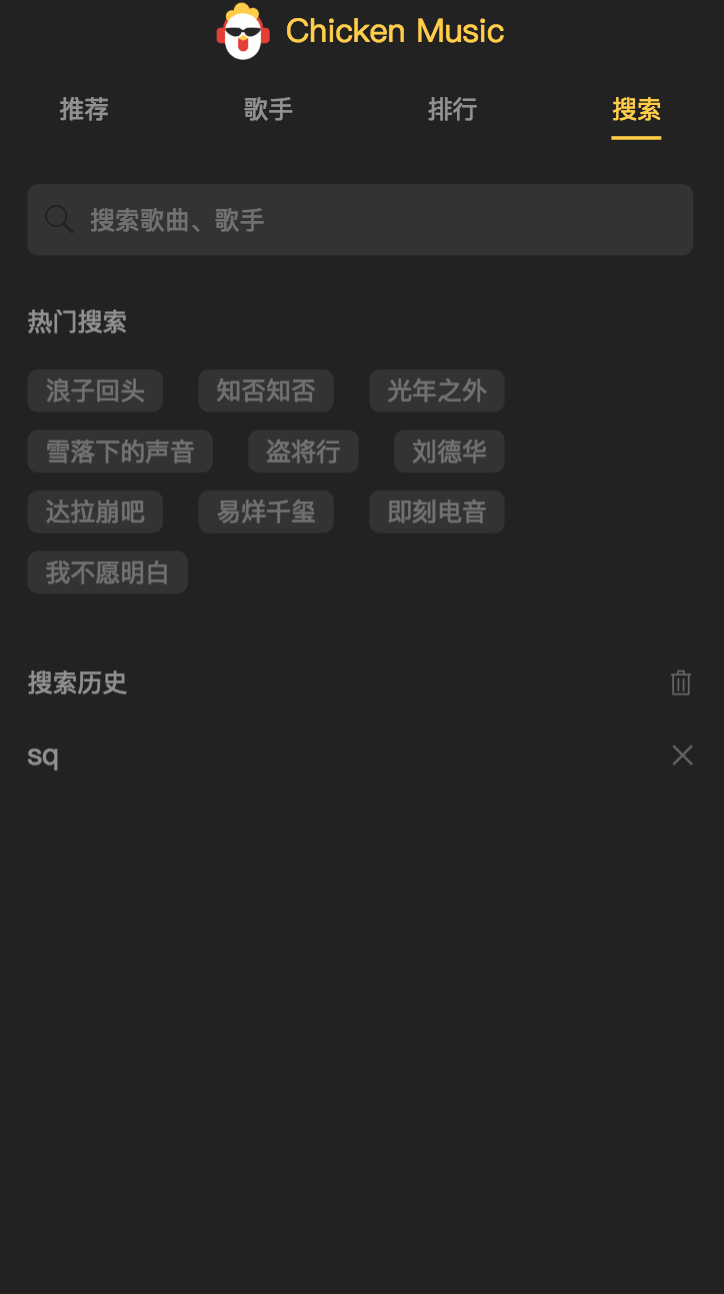 Chicken Music
推荐 歌手 排行 搜索
搜索歌曲、歌手
热门搜索
浪子回头 知否知否 光年之外
雪落下的声音 盗将行 刘德华
达拉崩吧 易烊千玺 即刻电音
我不愿明白
搜索历史
sq